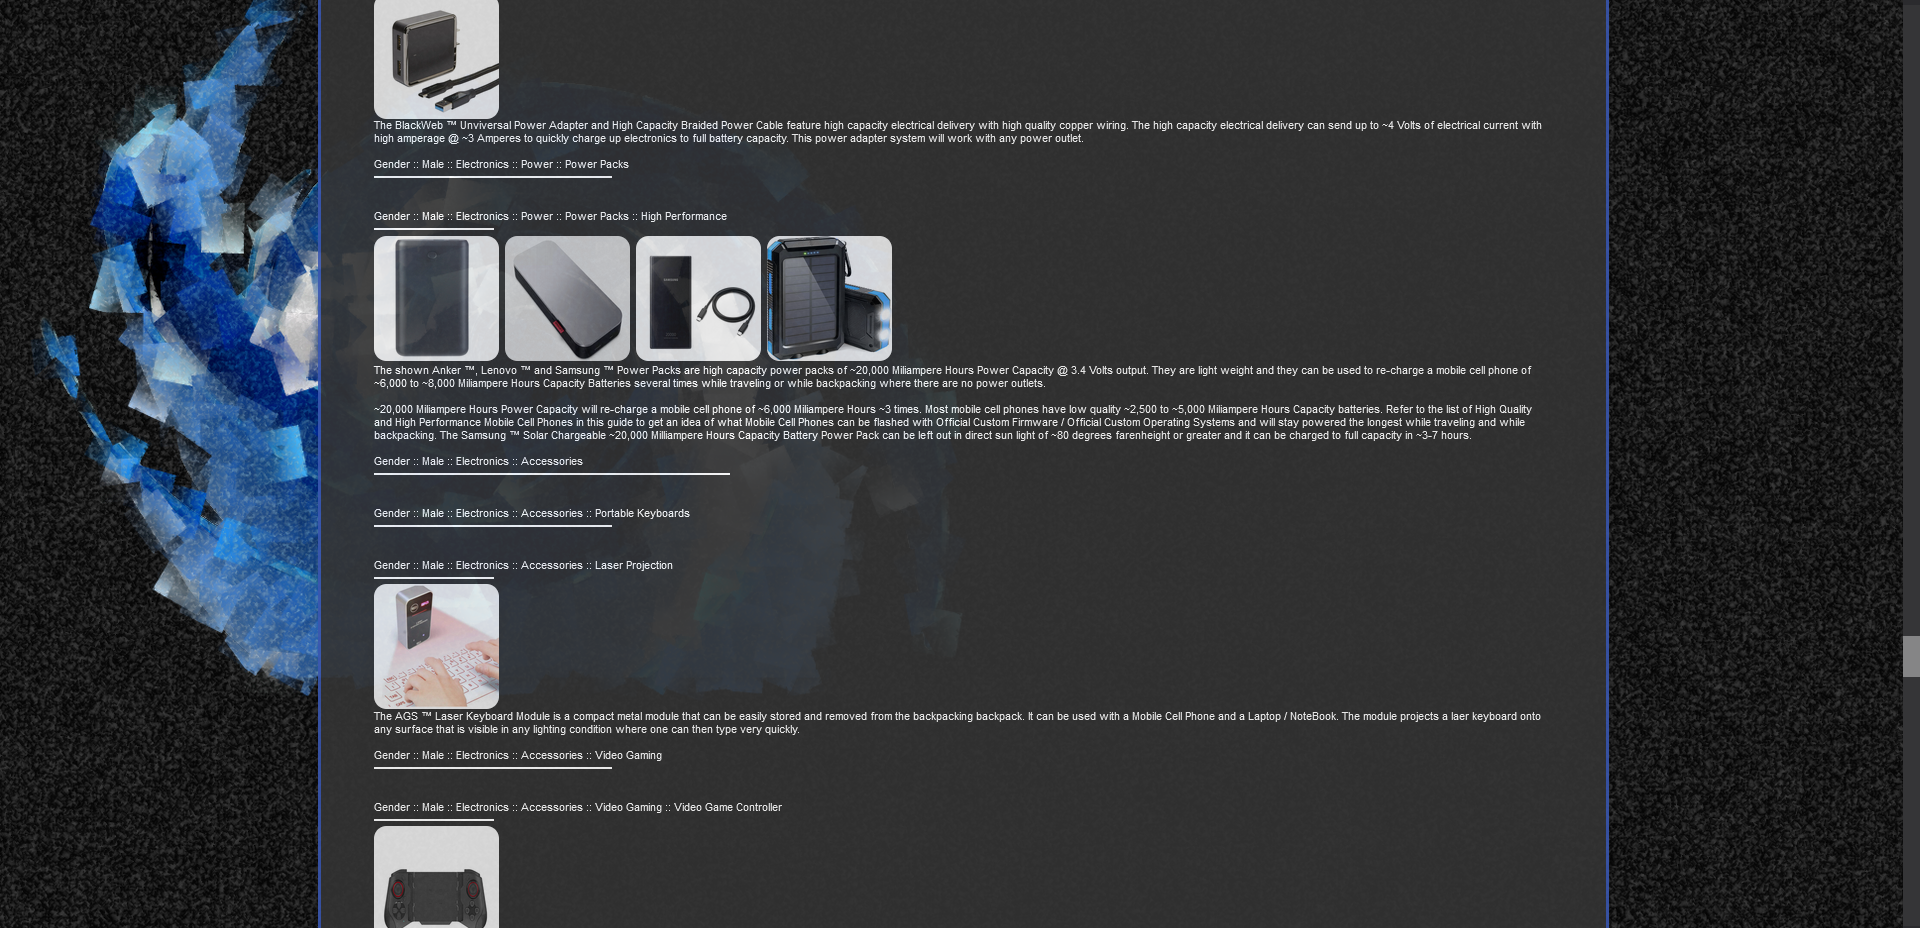 The BlackWeb ™ Unviversal Power Adapter and High Capacity Braided Power Cable feature high capacity electrical delivery with high quality copper wiring. The high capacity electrical delivery can send up to ~4 Volts of electrical current with
high amperage @ ~3 Amperes to quickly charge up electronics to full battery capacity. This power adapter system will work with any power outlet.
Gender :: Male :: Electronics :: Power :: Power Packs
Gender :: Male :: Electronics :: Power :: Power Packs :: High Performance
SAMSUNG
The shown Anker ™, Lenovo ™ and Samsung ™ Power Packs are high capacity power packs of ~20,000 Miliampere Hours Power Capacity @ 3.4 Volts output. They are light weight and they can be used to re-charge a mobile cell phone of
~6,000 to ~8,000 Miliampere Hours Capacity Batteries several times while traveling or while backpacking where there are no power outlets.
~20,000 Miliampere Hours Power Capacity will re-charge a mobile cell phone of ~6,000 Miliampere Hours ~3 times. Most mobile cell phones have low quality ~2,500 to ~5,000 Miliampere Hours Capacity batteries. Refer to the list of High Quality
and High Performance Mobile Cell Phones in this guide to get an idea of what Mobile Cell Phones can be flashed with Official Custom Firmware / Official Custom Operating Systems and will stay powered the longest while traveling and while
backpacking. The Samsung ™ Solar Chargeable ~20,000 Milliampere Hours Capacity Battery Power Pack can be left out in direct sun light of ~80 degrees farenheight or greater and it can be charged to full capacity in ~3-7 hours.
Gender :: Male :: Electronics :: Accessories
Gender :: Male :: Electronics :: Accessories :: Portable Keyboards
Gender :: Male :: Electronics :: Accessories :: Laser Projection
The AGS ™ Laser Keyboard Module is a compact metal module that can be easily stored and removed from the backpacking backpack. It can be used with a Mobile Cell Phone and a Laptop / NoteBook. The module projects a laer keyboard onto
any surface that is visible in any lighting condition where one can then type very quickly.
Gender :: Male :: Electronics :: Accessories :: Video Gaming
Gender :: Male :: Electronics :: Accessories :: Video Gaming :: Video Game Controller